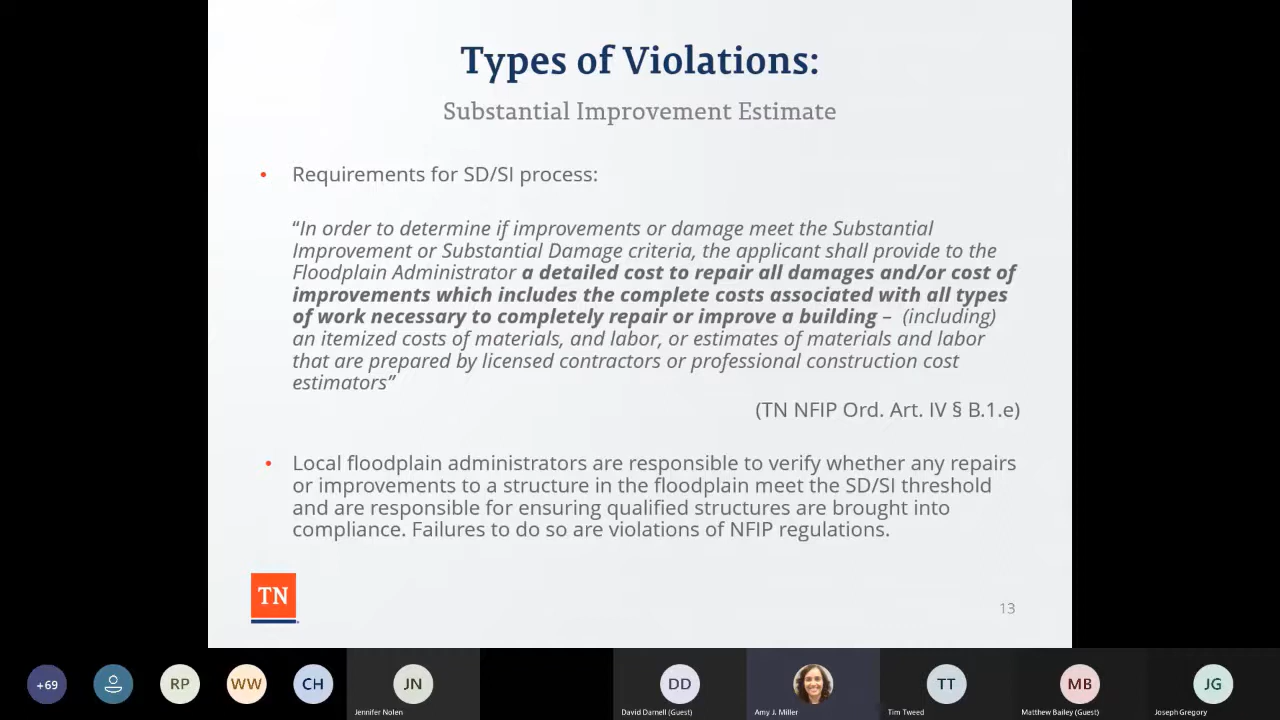 Types of Violations:
Substantial Improvement Estimate
• Requirements for SD/SI process:
“In order to determine if improvements or damage meet the Substantial
Improvement or Substantial Damage criteria, the applicant shall provide to the
Floodplain Administrator a detailed cost to repair all damages and/or cost of
improvements which includes the complete costs associated with all types
of work necessary to completely repair or improve a building – (including)
an itemized costs of materials, and labor, or estimates of materials and labor
that are prepared by licensed contractors or professional construction cost
estimators”
(TN NFIP Ord. Art. IV § B.1.e)
• Local floodplain administrators are responsible to verify whether any repairs
or improvements to a structure in the floodplain meet the SD/SI threshold
and are responsible for ensuring qualified structures are brought into
compliance. Failures to do so are violations of NFIP regulations.
TN
13
+69 RP WW CH JN DD TT MB JG
Jennifer Nolen David Darnell (Guest) Amy J. Miller Tim Tweed Matthew Bailey (Guest) Joseph Gregory